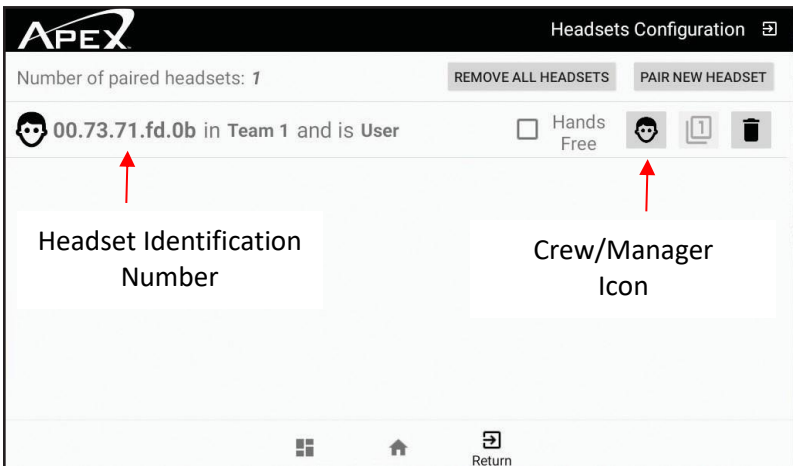 APEX
Headsets Configuration
Number of paired headsets: 1
REMOVE ALL HEADSETS
PAIR NEW HEADSET
00.73.71.fd.0b in Team 1 and is User
Hands
Free
1
Headset Identification
Number
Crew/Manager
Icon
Return